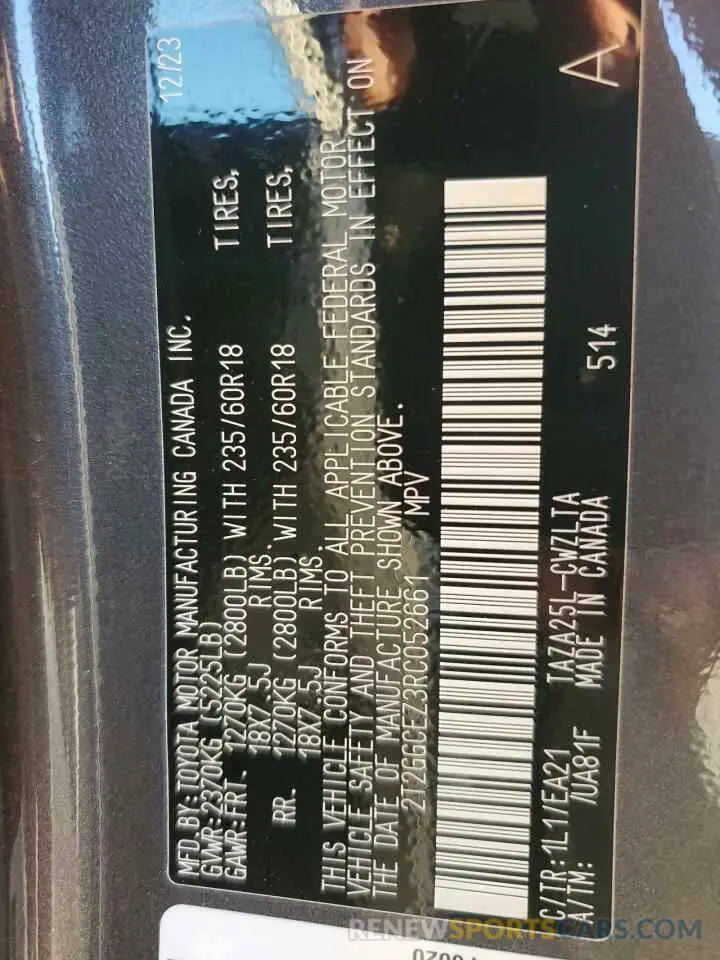 MFD. BY: TOYOTA MOTOR MANUFACTURING CANADA INC. 12/23
GVWR: 2370KG (5225LB)
GAWR: FRT. 1270KG (2800LB) WITH 235/60R18 TIRES,
18X7.5J RIMS.
RR. 1270KG (2800LB) WITH 235/60R18 TIRES,
18X7.5J RIMS.
THIS VEHICLE CONFORMS TO ALL APPLICABLE FEDERAL MOTOR
VEHICLE SAFETY AND THEFT PREVENTION STANDARDS IN EFFECT ON
THE DATE OF MANUFACTURE SHOWN ABOVE.
2T2GGCEZ3RC052661 MPV
C/TR: 1L1/EA21 TAZA25L-CWZLTA A
A/TM: /UA81F MADE IN CANADA 514
RENEWSPORTSCARS.COM